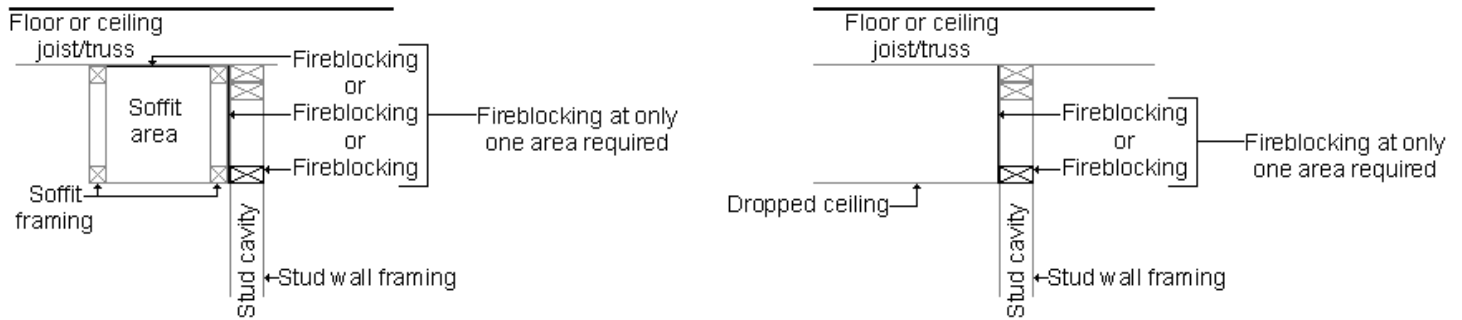 Floor or ceiling
joist/truss
Fireblocking
or
Fireblocking
or
Fireblocking
Soffit
area
Fireblocking at only
one area required
Soffit
framing
Stud cavity
Stud wall framing
Floor or ceiling
joist/truss
Fireblocking
or
Fireblocking
Fireblocking at only
one area required
Dropped ceiling
Stud cavity
Stud wall framing